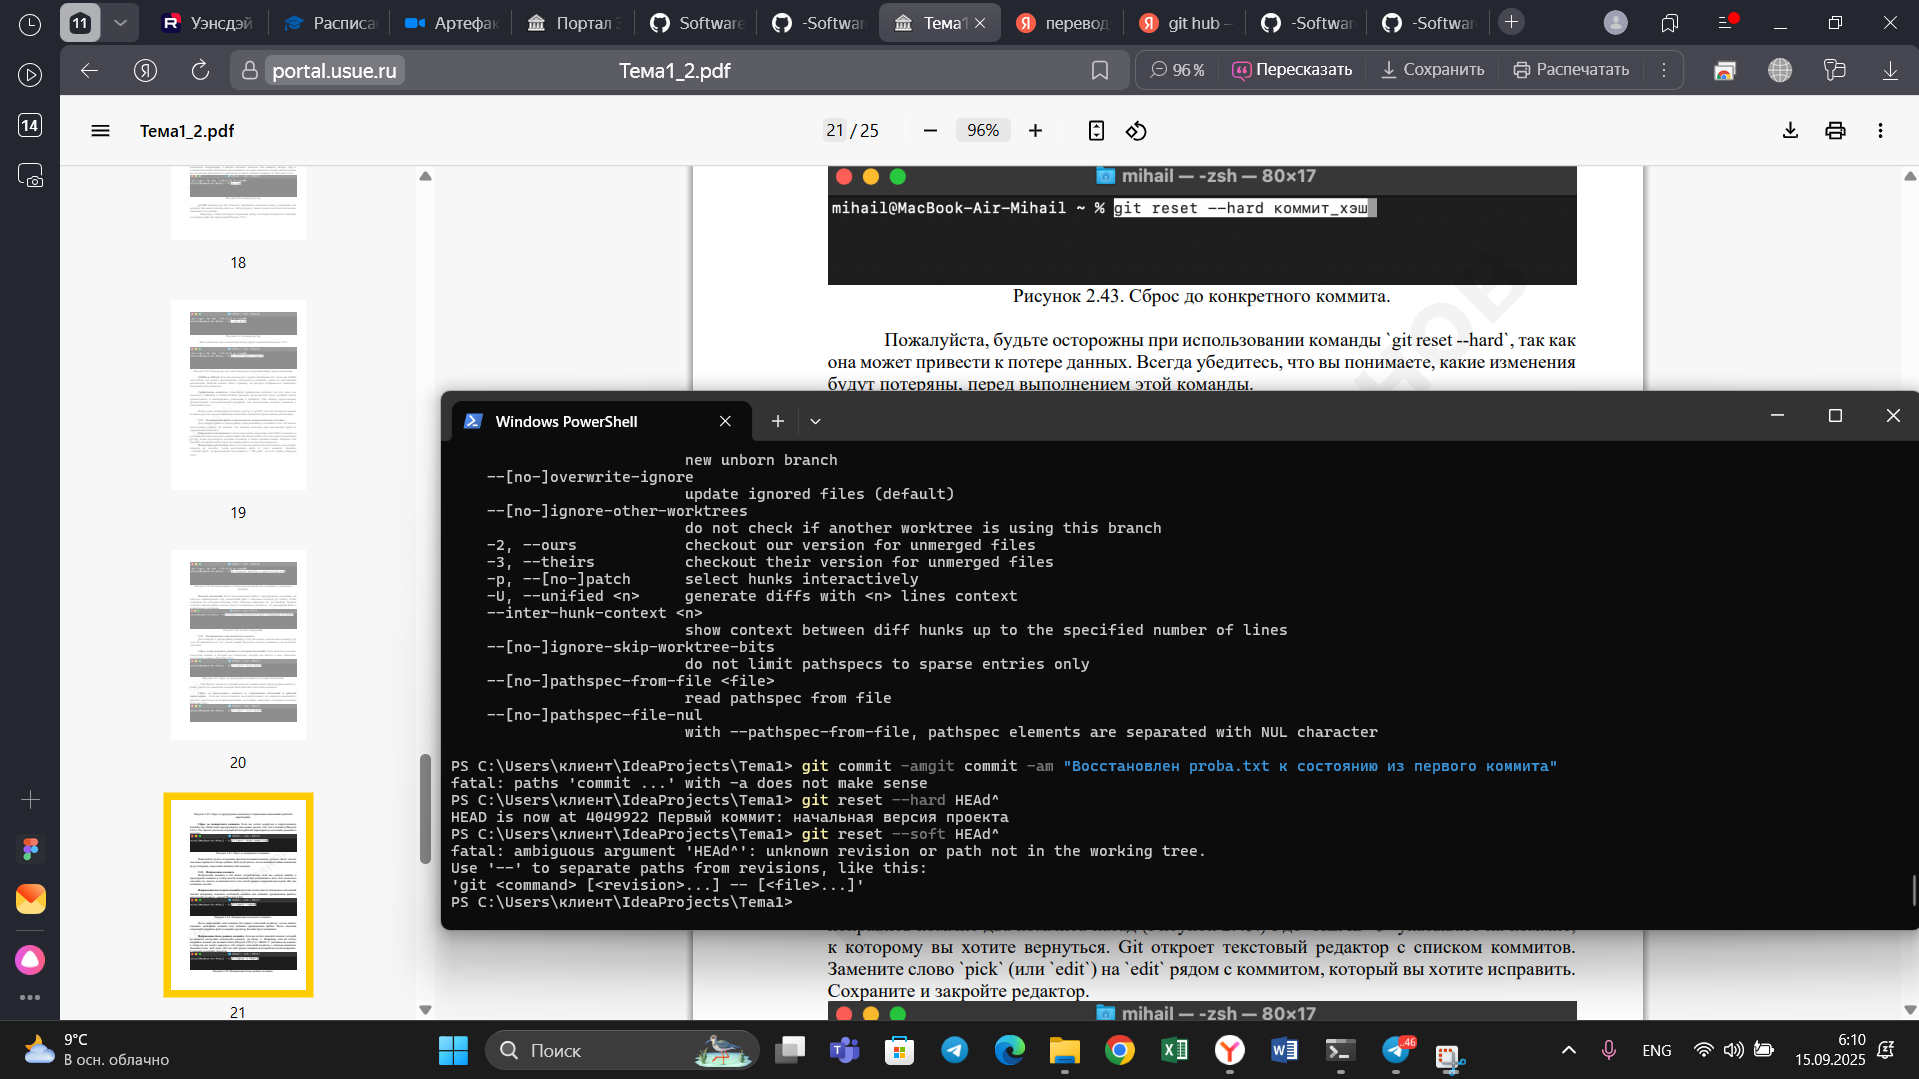 11
Уэнсдэй
Расписа
Артефак
Портал Э
Software
-Softwar
Тема1
перевод
git hub –
-Softwar
-Softwar
portal.usue.ru
Тема1_2.pdf
96 %
Пересказать
Сохранить
Распечатать
14
Тема1_2.pdf
21 / 25
96%
18
19
20
21
mihail — -zsh — 80×17
mihail@MacBook-Air-Mihail ~ % git reset --hard коммит_хэш
Рисунок 2.43. Сброс до конкретного коммита.
Пожалуйста, будьте осторожны при использовании команды `git reset --hard`, так как
она может привести к потере данных. Всегда убедитесь, что вы понимаете, какие изменения
будут потеряны, перед выполнением этой команды.
Windows PowerShell
new unborn branch
--[no-]overwrite-ignore
update ignored files (default)
--[no-]ignore-other-worktrees
do not check if another worktree is using this branch
-2, --ours checkout our version for unmerged files
-3, --theirs checkout their version for unmerged files
-p, --[no-]patch select hunks interactively
-U, --unified <n> generate diffs with <n> lines context
--inter-hunk-context <n>
show context between diff hunks up to the specified number of lines
--[no-]ignore-skip-worktree-bits
do not limit pathspecs to sparse entries only
--[no-]pathspec-from-file <file>
read pathspec from file
--[no-]pathspec-file-nul
with --pathspec-from-file, pathspec elements are separated with NUL character
PS C:\Users\клиент\IdeaProjects\Tema1> git commit -amgit commit -am "Восстановлен proba.txt к состоянию из первого коммита"
fatal: paths 'commit ...' with -a does not make sense
PS C:\Users\клиент\IdeaProjects\Tema1> git reset --hard HEAd^
HEAD is now at 4049922 Первый коммит: начальная версия проекта
PS C:\Users\клиент\IdeaProjects\Tema1> git reset --soft HEAd^
fatal: ambiguous argument 'HEAd^': unknown revision or path not in the working tree.
Use '--' to separate paths from revisions, like this:
'git <command> [<revision>...] -- [<file>...]'
PS C:\Users\клиент\IdeaProjects\Tema1>
к которому вы хотите вернуться. Git откроет текстовый редактор с списком коммитов.
Замените слово `pick` (или `edit`) на `edit` рядом с коммитом, который вы хотите исправить.
Сохраните и закройте редактор.
mihail — -zsh — 80×17
9°C
В осн. облачно
Поиск
46
ENG
6:10
15.09.2025